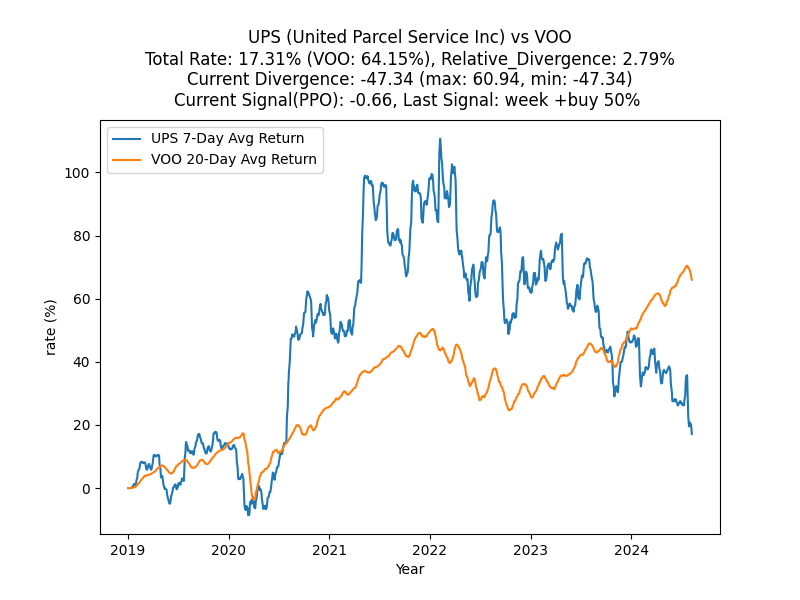 UPS (United Parcel Service Inc) vs VOO
Total Rate: 17.31% (VOO: 64.15%), Relative_Divergence: 2.79%
Current Divergence: -47.34 (max: 60.94, min: -47.34)
Current Signal(PPO): -0.66, Last Signal: week +buy 50%
UPS 7-Day Avg Return
VOO 20-Day Avg Return
100
80
60
40
20
0
rate (%)
2019
2020
2021
2022
2023
2024
Year